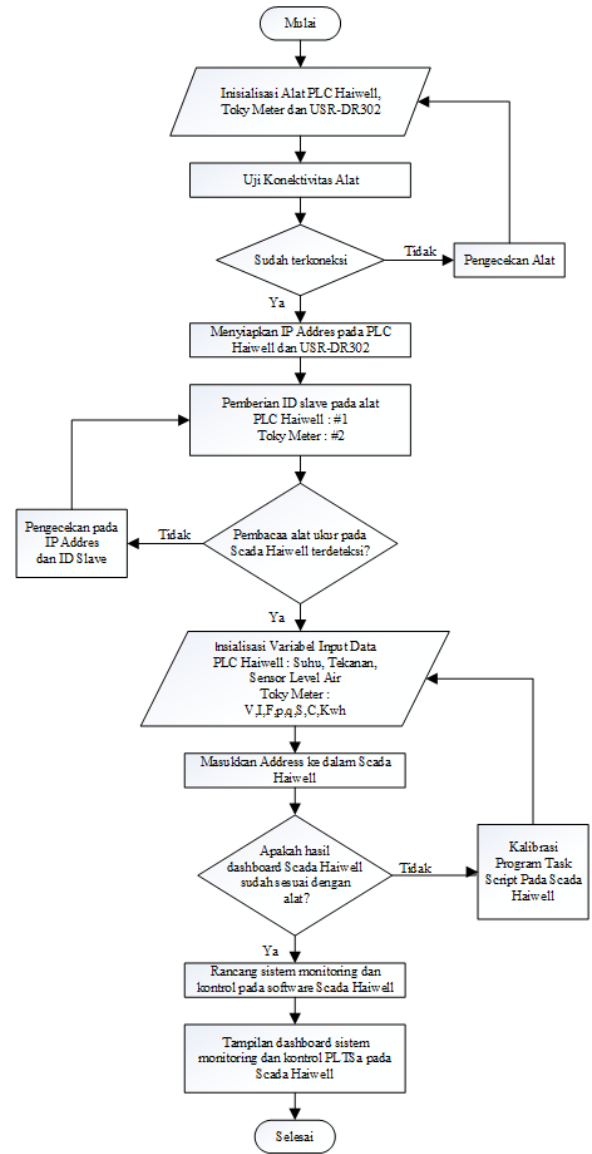 Mulai
Inisialisasi Alat PLC Haiwell,
Toky Meter dan USR-DR302
Uji Konektivitas Alat
Sudah terkoneksi
Tidak
Pengecekan Alat
Ya
Menyiapkan IP Addres pada PLC
Haiwell dan USR-DR302
Pemberian ID slave pada alat
PLC Haiwell : #1
Toky Meter : #2
Pembacaa alat ukur pada
Scada Haiwell terdeteksi?
Tidak
Pengecekan pada
IP Addres
dan ID Slave
Ya
Insialisasi Variabel Input Data
PLC Haiwell : Suhu, Tekanan,
Sensor Level Air
Toky Meter :
V,I,F,p,q,S,C,Kwh
Masukkan Address ke dalam Scada
Haiwell
Apakah hasil
dashboard Scada Haiwell
sudah sesuai dengan
alat?
Tidak
Kalibrasi
Program Task
Script Pada Scada
Haiwell
Ya
Rancang sistem monitoring dan
kontrol pada software Scada Haiwell
Tampilan dashboard sistem
monitoring dan kontrol PLTSa pada
Scada Haiwell
Selesai